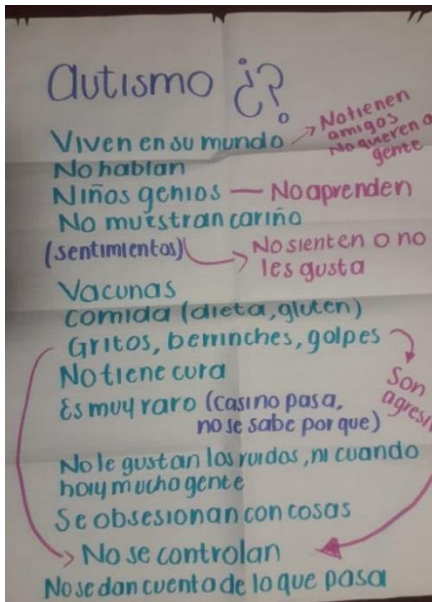 autismo ¿?
Viven en su mundo → No tienen amigos
No quieren a gente
No hablan
Niños genios — No aprenden
No muestran cariño
(sentimientos) → No sienten o no les gusta
Vacunas
comida (dieta, gluten)
Gritos, berrinches, golpes
Son
No tiene cura
Es muy raro (casi no pasa,
no se sabe por que)
No le gustan los ruidos, ni cuando
hay mucha gente
Se obsesionan con cosas
No se controlan
No se dan cuenta de lo que pasa